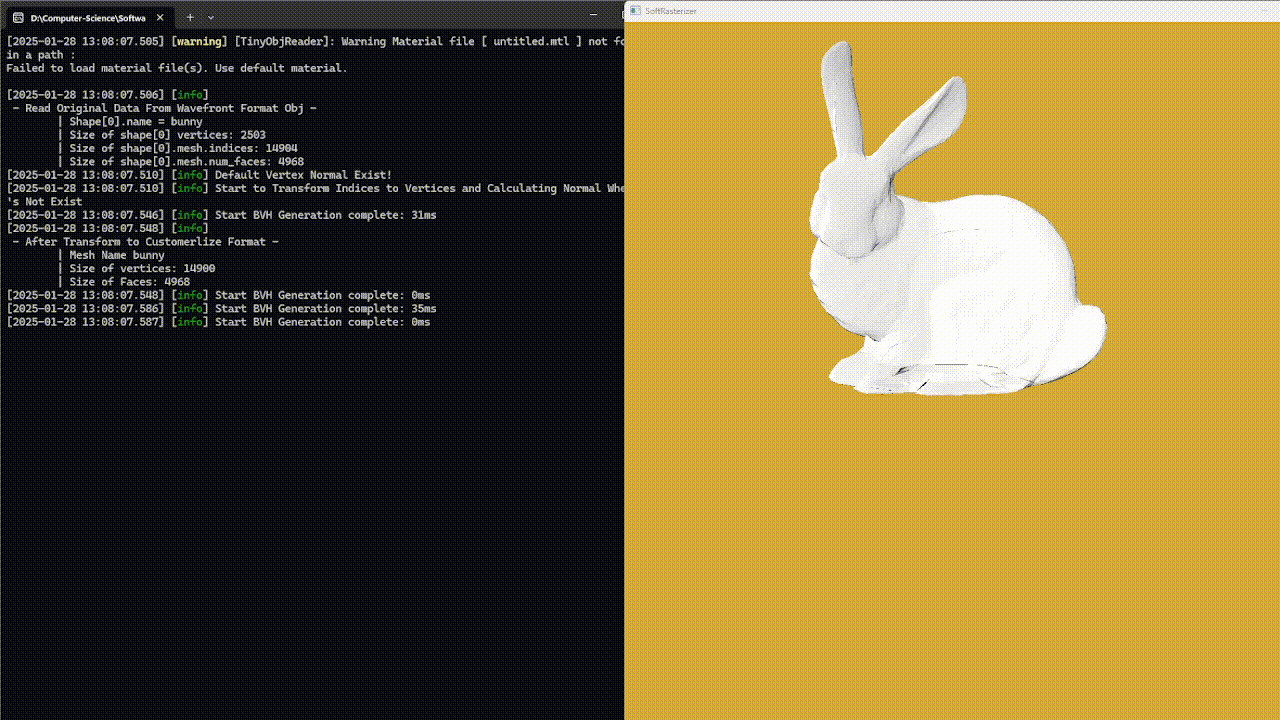 D:\Computer-Science\Softwa
SoftRasterizer
[2025-01-28 13:08:07.505] [warning] [TinyObjReader]: Warning Material file [ untitled.mtl ] not fo
in a path :
Failed to load material file(s). Use default material.
[2025-01-28 13:08:07.506] [info]
- Read Original Data From Wavefront Format Obj -
| Shape[0].name = bunny
| Size of shape[0] vertices: 2503
| Size of shape[0].mesh.indices: 14904
| Size of shape[0].mesh.num_faces: 4968
[2025-01-28 13:08:07.510] [info] Default Vertex Normal Exist!
[2025-01-28 13:08:07.510] [info] Start to Transform Indices to Vertices and Calculating Normal Whe
's Not Exist
[2025-01-28 13:08:07.546] [info] Start BVH Generation complete: 31ms
[2025-01-28 13:08:07.548] [info]
- After Transform to Customerlize Format -
| Mesh Name bunny
| Size of vertices: 14900
| Size of Faces: 4968
[2025-01-28 13:08:07.548] [info] Start BVH Generation complete: 0ms
[2025-01-28 13:08:07.586] [info] Start BVH Generation complete: 35ms
[2025-01-28 13:08:07.587] [info] Start BVH Generation complete: 0ms